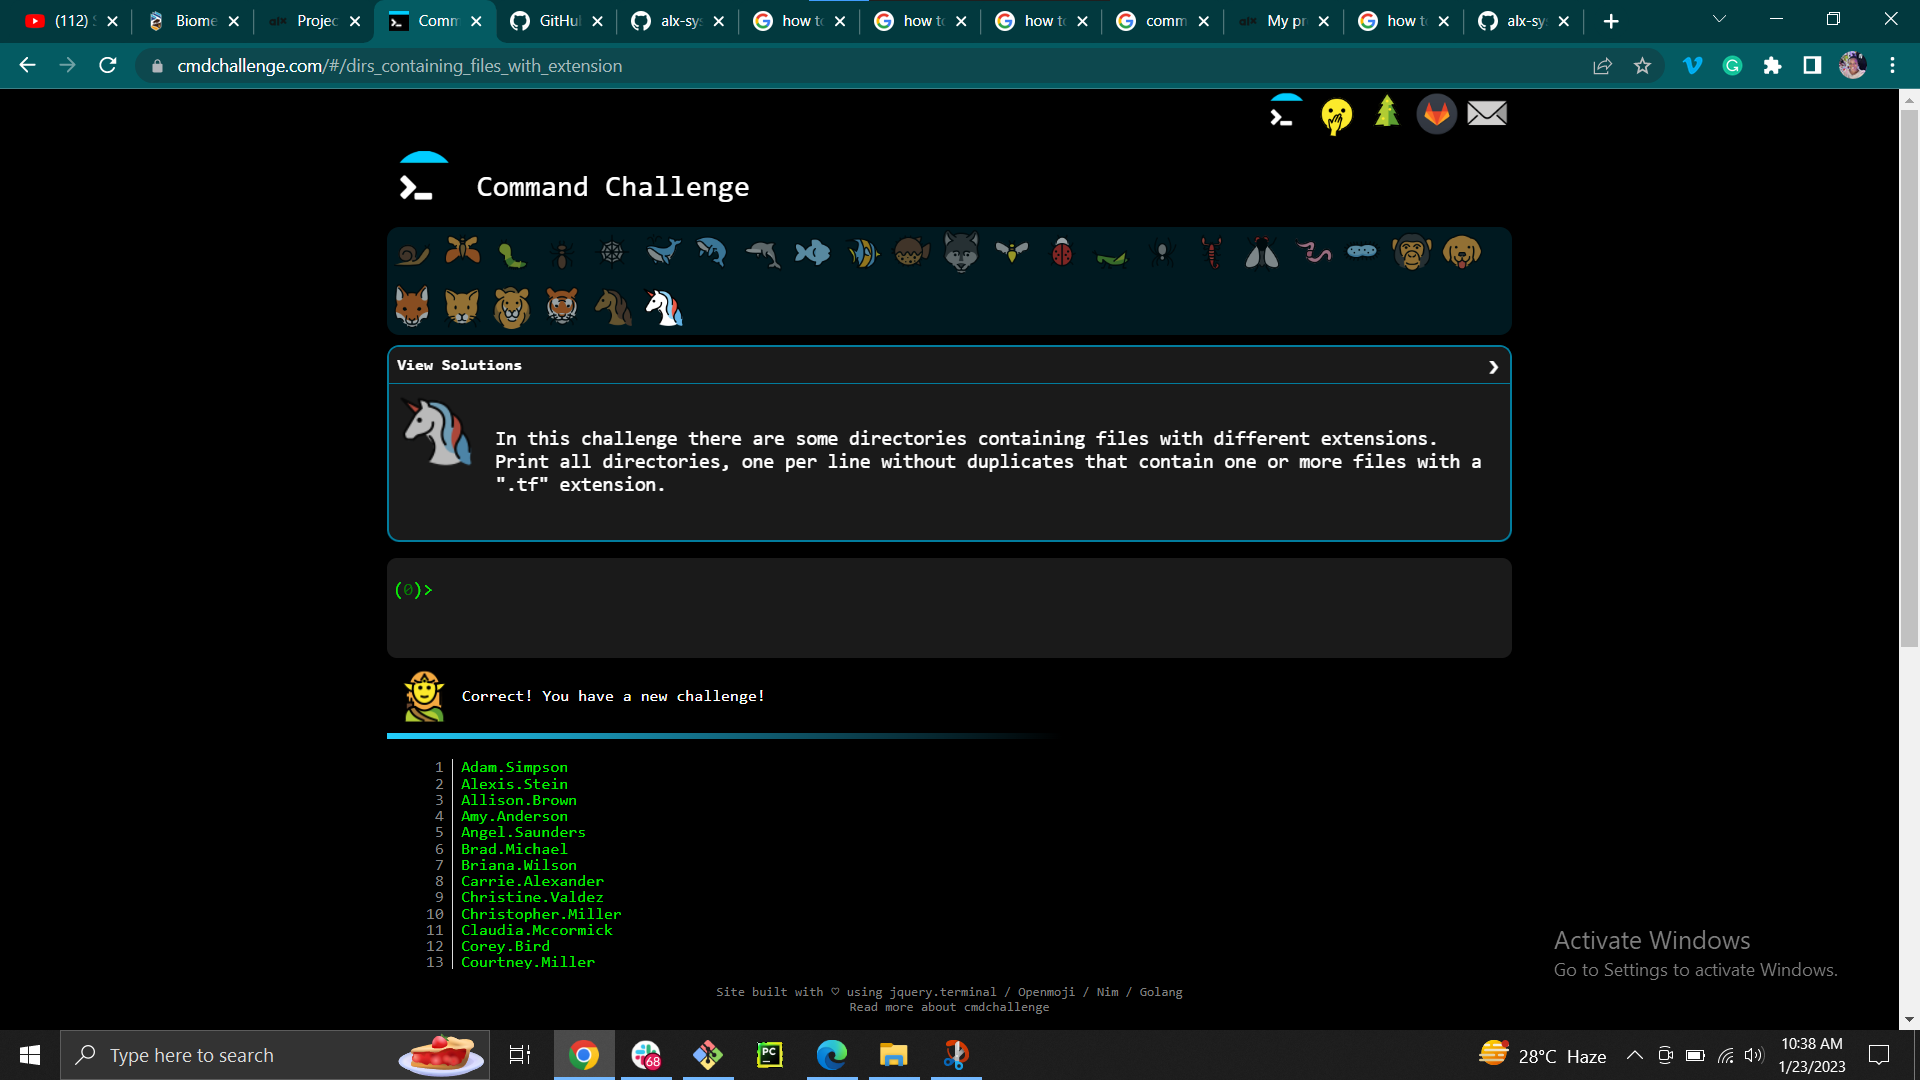 (112) S
Biome
Projec
Comm
GitHu
alx-sy
how to
how to
how to
comm
My pr
how to
alx-sy
cmdchallenge.com/#/dirs_containing_files_with_extension
Command Challenge
View Solutions
In this challenge there are some directories containing files with different extensions.
Print all directories, one per line without duplicates that contain one or more files with a
".tf" extension.
(0)>
Correct! You have a new challenge!
1 Adam.Simpson
2 Alexis.Stein
3 Allison.Brown
4 Amy.Anderson
5 Angel.Saunders
6 Brad.Michael
7 Briana.Wilson
8 Carrie.Alexander
9 Christine.Valdez
10 Christopher.Miller
11 Claudia.Mccormick
12 Corey.Bird
13 Courtney.Miller
Activate Windows
Go to Settings to activate Windows.
Site built with ♡ using jquery.terminal / Openmoji / Nim / Golang
Read more about cmdchallenge
Type here to search
68
PC
28°C Haze
10:38 AM
1/23/2023